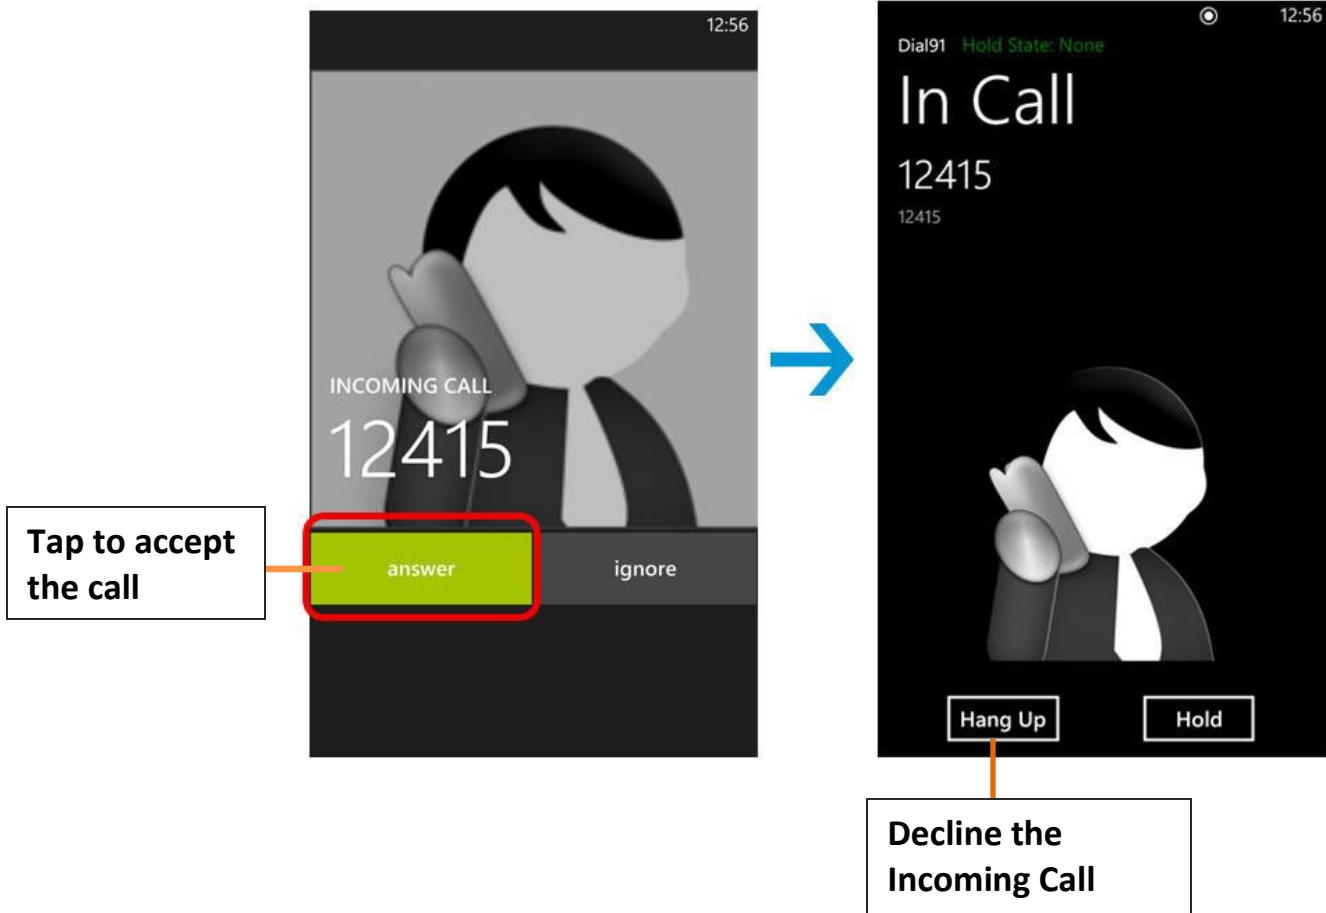 12:56
INCOMING CALL
12415
answer
ignore
Tap to accept
the call
12:56
Dial91 Hold State: None
In Call
12415
12415
Hang Up
Hold
Decline the
Incoming Call